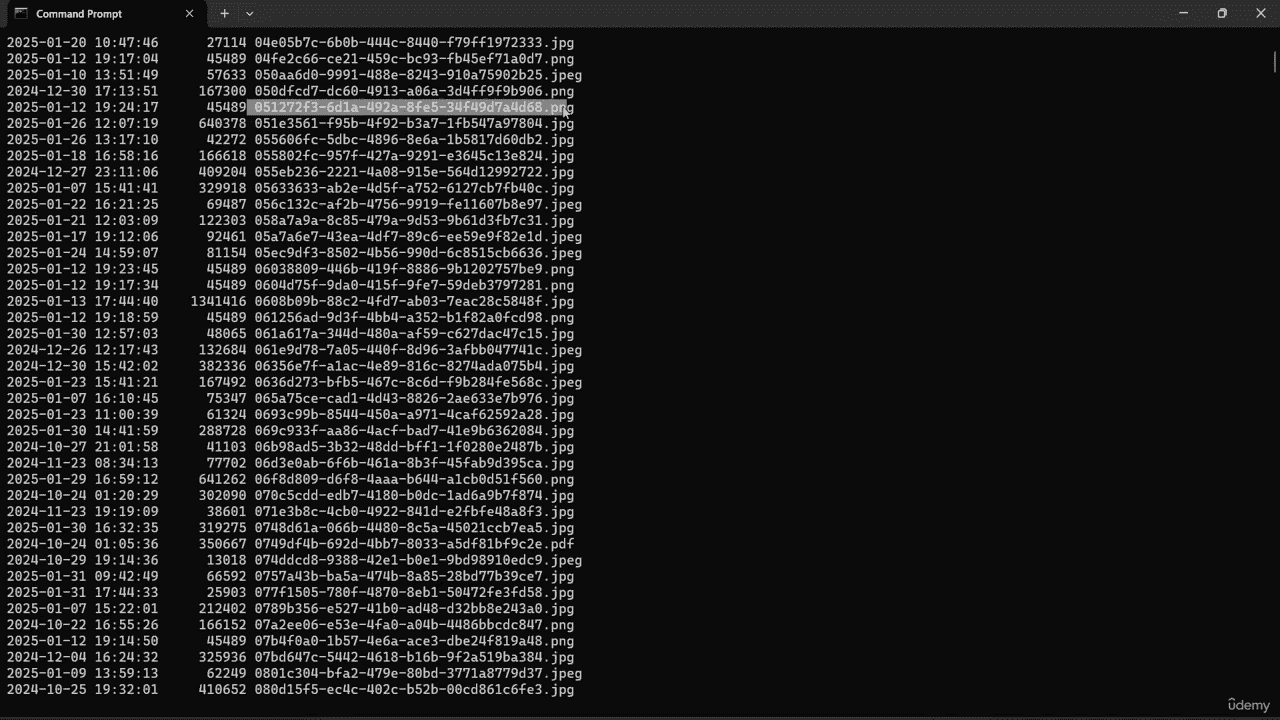 Command Prompt
2025-01-20 10:47:46      27114 04e05b7c-6b0b-444c-8440-f79ff1972333.jpg
2025-01-12 19:17:04      45489 04fe2c66-ce21-459c-bc93-fb45ef71a0d7.png
2025-01-10 13:51:49      57633 050aa6d0-9991-488e-8243-910a75902b25.jpeg
2024-12-30 17:13:51     167300 050dfcd7-dc60-4913-a06a-3d4ff9f9b906.png
2025-01-12 19:24:17      45489 051272f3-6d1a-492a-8fe5-34f49d7a4d68.png
2025-01-26 12:07:19     640378 051e3561-f95b-4f92-b3a7-1fb547a97804.jpg
2025-01-26 13:17:10      42272 055606fc-5dbc-4896-8e6a-1b5817d60db2.jpg
2025-01-18 16:58:16     166618 055802fc-957f-427a-9291-e3645c13e824.jpg
2024-12-27 23:11:06     409204 055eb236-2221-4a08-915e-564d12992722.jpg
2025-01-07 15:41:41     329918 05633633-ab2e-4d5f-a752-6127cb7fb40c.jpg
2025-01-22 16:21:25      69487 056c132c-af2b-4756-9919-fe11607b8e97.jpeg
2025-01-21 12:03:09     122303 058a7a9a-8c85-479a-9d53-9b61d3fb7c31.jpg
2025-01-17 19:12:06      92461 05a7a6e7-43ea-4df7-89c6-ee59e9f82e1d.jpeg
2025-01-24 14:59:07      81154 05ec9df3-8502-4b56-990d-6c8515cb6636.jpeg
2025-01-12 19:23:45      45489 06038809-446b-419f-8886-9b1202757be9.png
2025-01-12 19:17:34      45489 0604d75f-9da0-415f-9fe7-59deb3797281.png
2025-01-13 17:44:40    1341416 0608b09b-88c2-4fd7-ab03-7eac28c5848f.jpg
2025-01-12 19:18:59      45489 061256ad-9d3f-4bb4-a352-b1f82a0fcd98.png
2025-01-30 12:57:03      48065 061a617a-344d-480a-af59-c627dac47c15.jpg
2024-12-26 12:17:43     132684 061e9d78-7a05-440f-8d96-3afbb047741c.jpeg
2024-12-30 15:42:02     382336 06356e7f-a1ac-4e89-816c-8274ada075b4.jpg
2025-01-23 15:41:21     167492 0636d273-bfb5-467c-8c6d-f9b284fe568c.jpeg
2025-01-07 16:10:45      75347 065a75ce-cad1-4d43-8826-2ae633e7b976.jpg
2025-01-23 11:00:39      61324 0693c99b-8544-450a-a971-4caf62592a28.jpg
2025-01-30 14:41:59     288728 069c933f-aa86-4acf-bad7-41e9b6362084.jpg
2024-10-27 21:01:58      41103 06b98ad5-3b32-48dd-bff1-1f0280e2487b.jpg
2024-11-23 08:34:13      77702 06d3e0ab-6f6b-461a-8b3f-45fab9d395ca.jpg
2025-01-29 16:59:12     641262 06f8d809-d6f8-4aaa-b644-a1cb0d51f560.png
2024-10-24 01:20:29     302090 070c5cdd-edb7-4180-b0dc-1ad6a9b7f874.jpg
2024-11-23 19:19:09      38601 071e3b8c-4cb0-4922-841d-e2fbfe48a8f3.jpg
2025-01-30 16:32:35     319275 0748d61a-066b-4480-8c5a-45021ccb7ea5.jpg
2024-10-24 01:05:36     350667 0749df4b-692d-4bb7-8033-a5df81bf9c2e.pdf
2024-10-29 19:14:36      13018 074ddcd8-9388-42e1-b0e1-9bd98910edc9.jpeg
2025-01-31 09:42:49      66592 0757a43b-ba5a-474b-8a85-28bd77b39ce7.jpg
2025-01-31 17:44:33      25903 077f1505-780f-4870-8eb1-50472fe3fd58.jpg
2025-01-07 15:22:01     212402 0789b356-e527-41b0-ad48-d32bb8e243a0.jpg
2024-10-22 16:55:26     166152 07a2ee06-e53e-4fa0-a04b-4486bbcdc847.png
2025-01-12 19:14:50      45489 07b4f0a0-1b57-4e6a-ace3-dbe24f819a48.png
2024-12-04 16:24:32     325936 07bd647c-5442-4618-b16b-9f2a519ba384.jpg
2025-01-09 13:59:13      62249 0801c304-bfa2-479e-80bd-3771a8779d37.jpeg
2024-10-25 19:32:01     410652 080d15f5-ec4c-402c-b52b-00cd861c6fe3.jpg
ûdemy